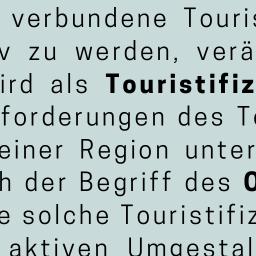 verbundene Touris
v zu werden, verä
ird als Touristifiz
forderungen des T
einer Region unter
h der Begriff des O
e solche Touristifiz
aktiven Umgestal